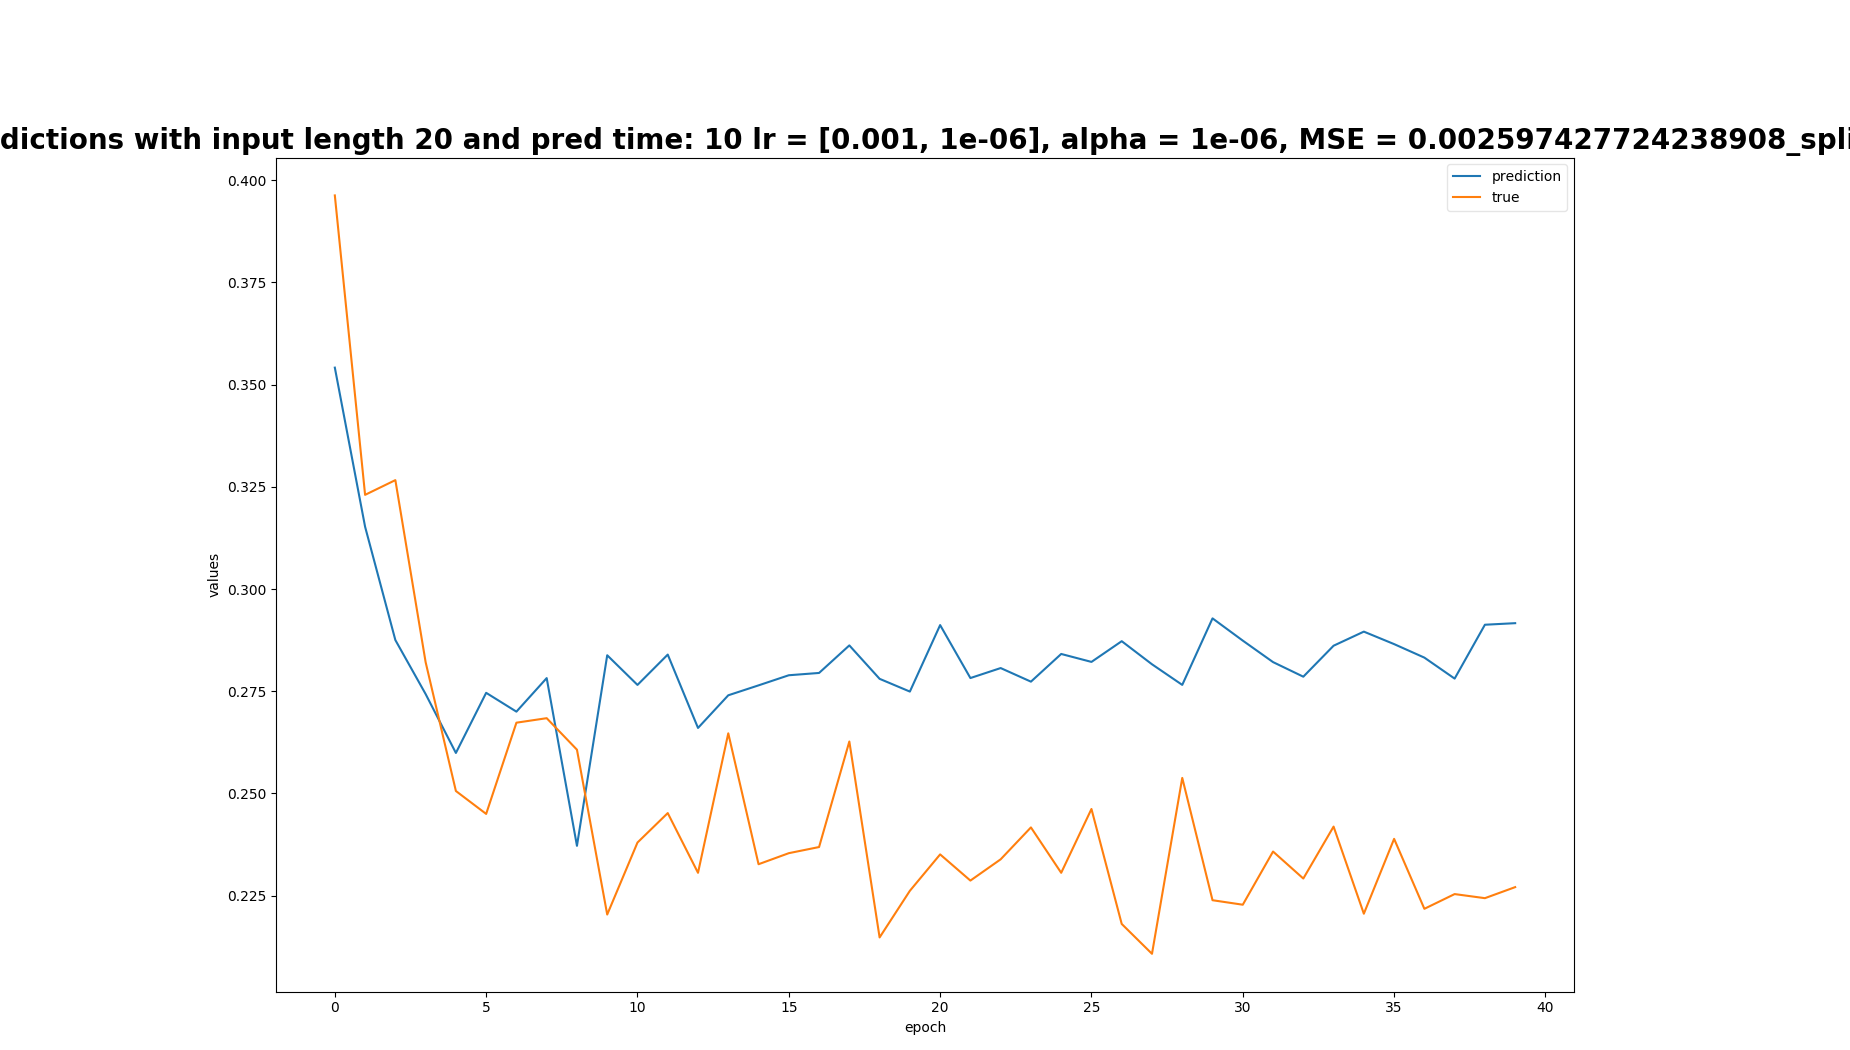 dictions with input length 20 and pred time: 10 lr = [0.001, 1e-06], alpha = 1e-06, MSE = 0.002597427724238908_spli
prediction
true
0.400
0.375
0.350
0.325
0.300
0.275
0.250
0.225
values
0 5 10 15 20 25 30 35 40
epoch